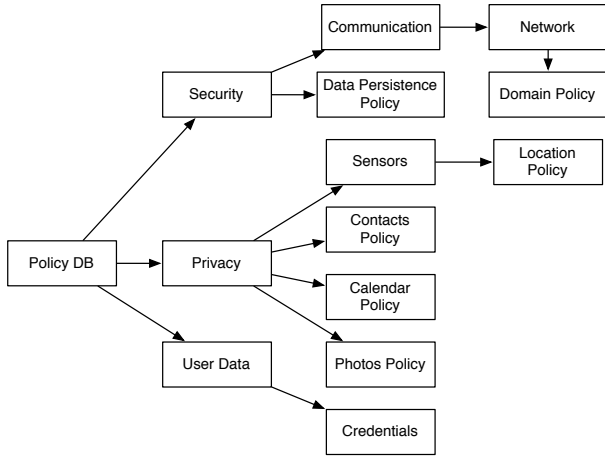 Communication
Network
Security
Data Persistence
Policy
Domain Policy
Sensors
Location
Policy
Contacts
Policy
Policy DB
Privacy
Calendar
Policy
User Data
Photos Policy
Credentials